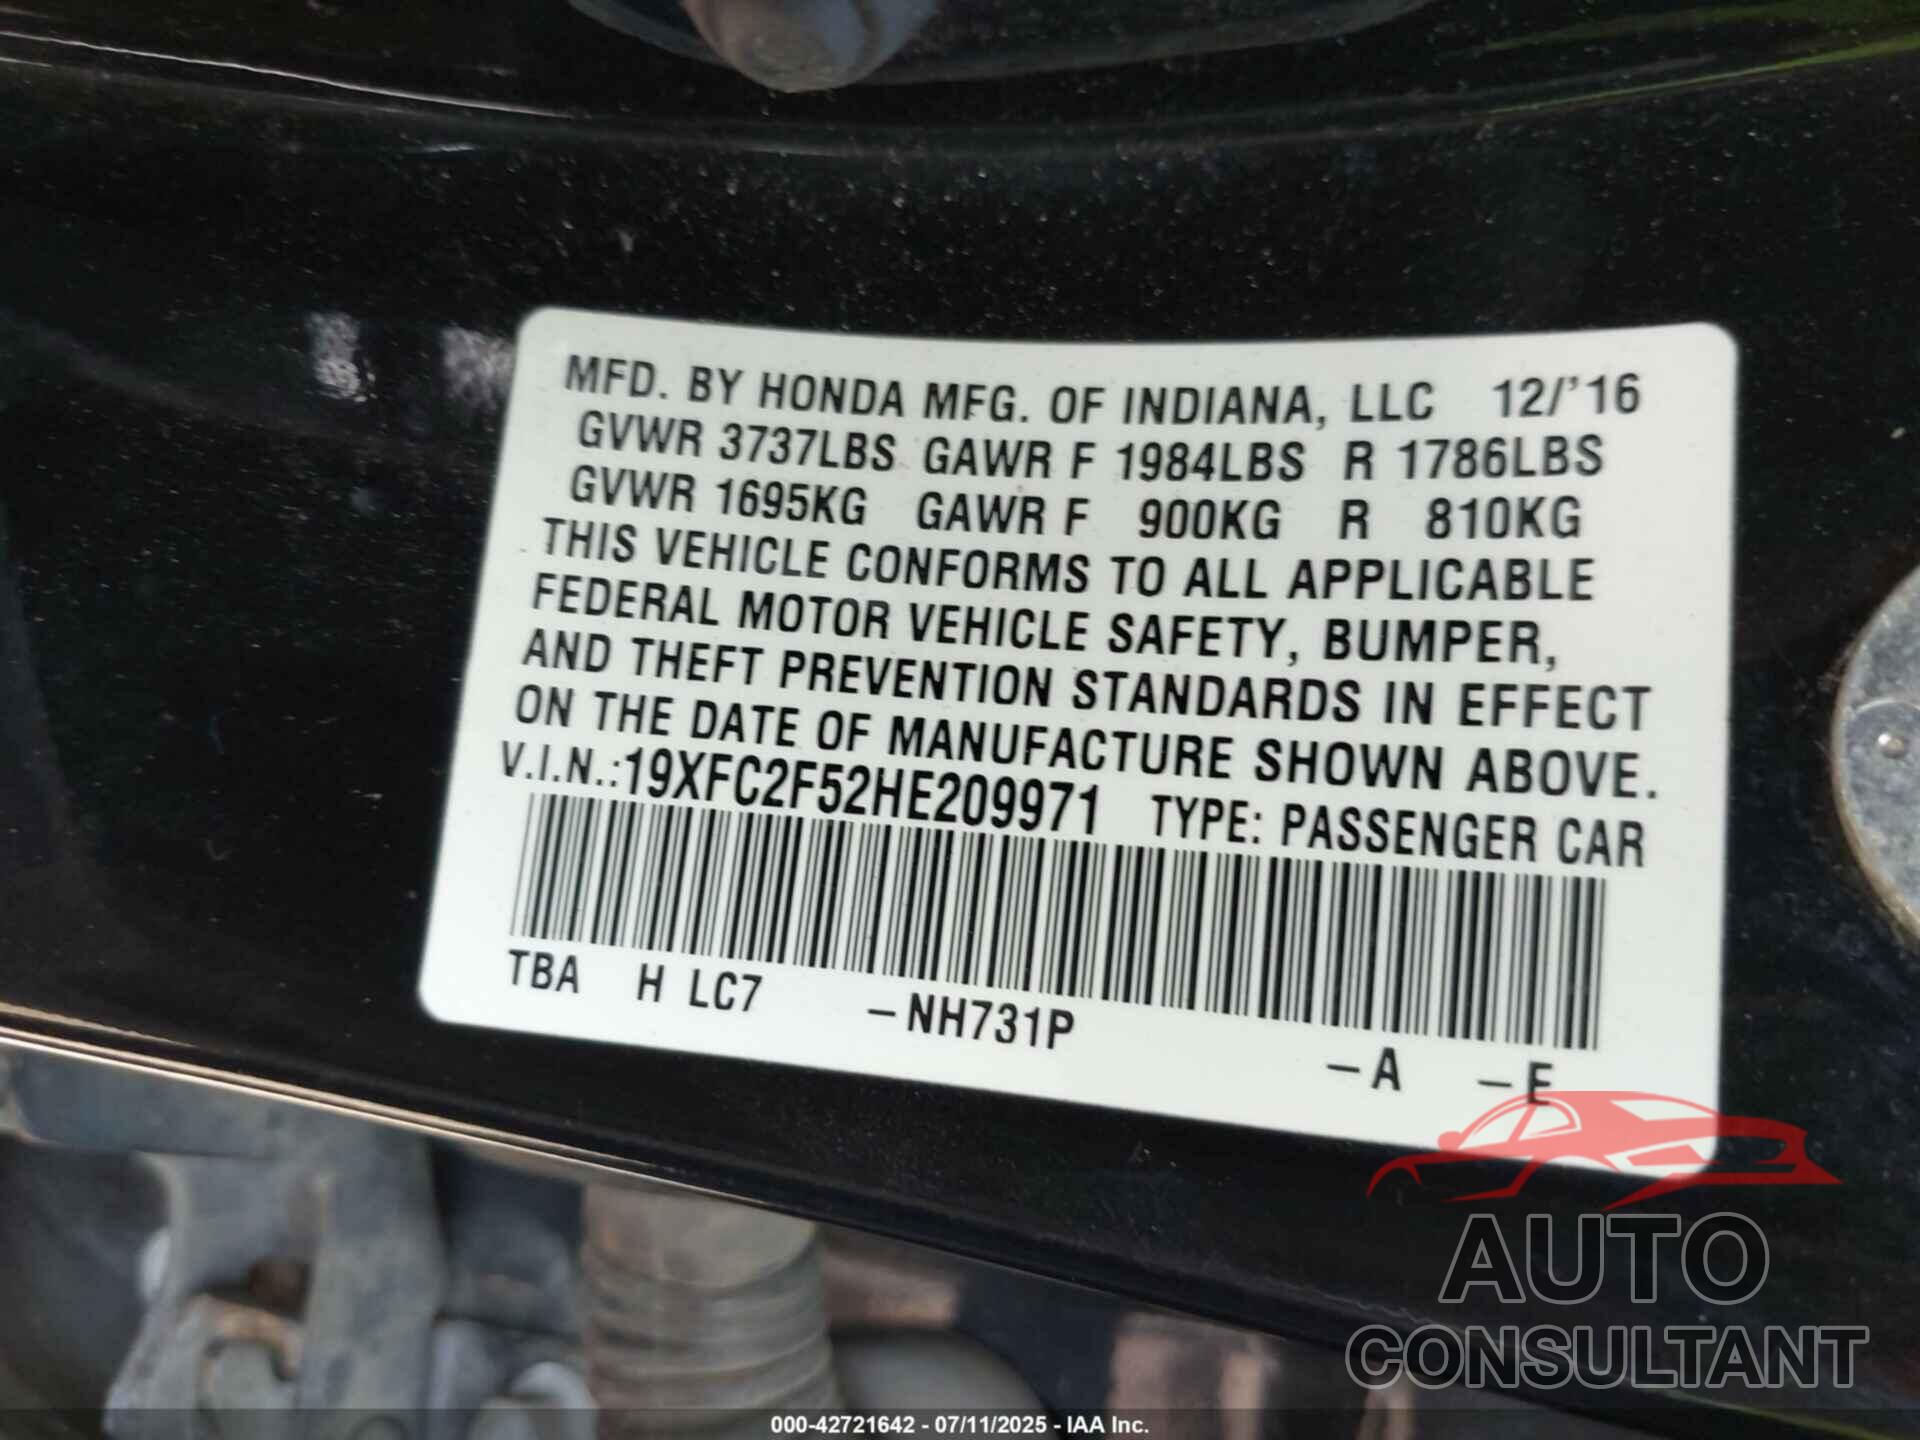 MFD. BY HONDA MFG. OF INDIANA, LLC 12/'16
GVWR 3737LBS GAWR F 1984LBS R 1786LBS
GVWR 1695KG GAWR F 900KG R 810KG
THIS VEHICLE CONFORMS TO ALL APPLICABLE
FEDERAL MOTOR VEHICLE SAFETY, BUMPER,
AND THEFT PREVENTION STANDARDS IN EFFECT
ON THE DATE OF MANUFACTURE SHOWN ABOVE.
V.I.N.:19XFC2F52HE209971 TYPE: PASSENGER CAR
TBA H LC7 -NH731P -A -E
AUTO
CONSULTANT
000-42721642 - 07/11/2025 - IAA Inc.